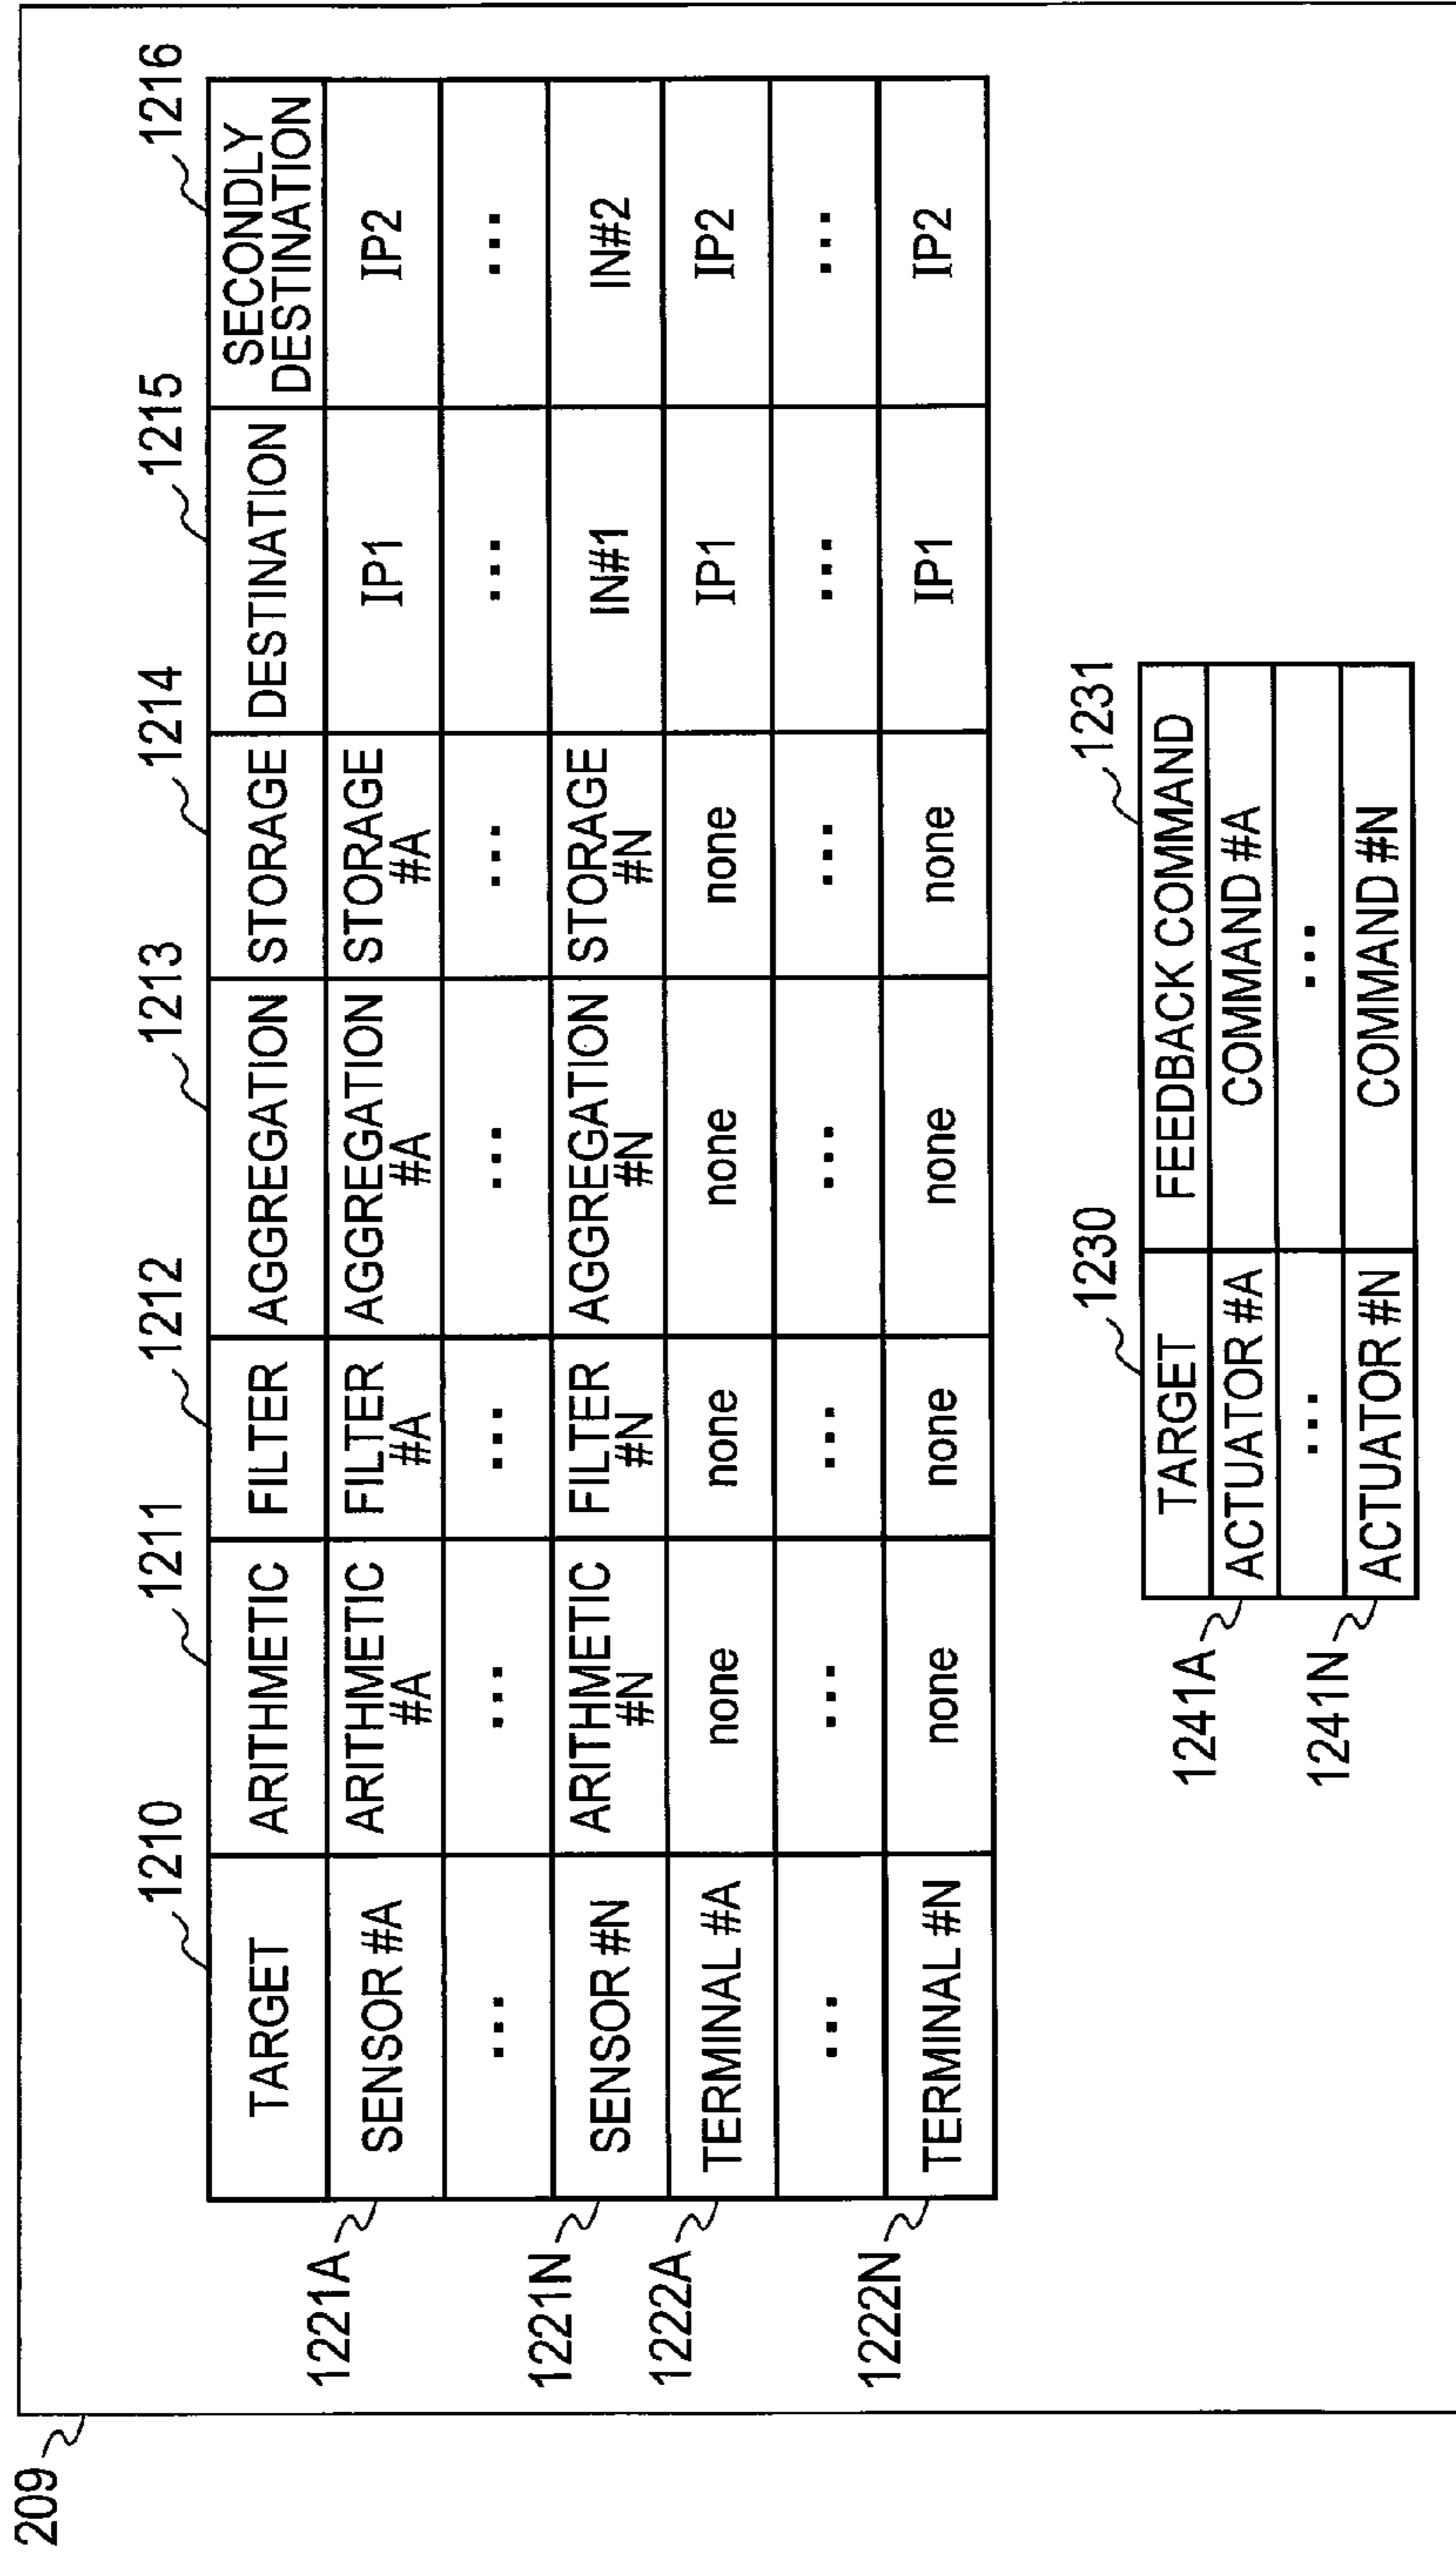 209
1210
1211
1212
1213
1214
1215
1216
TARGET
ARITHMETIC
FILTER
AGGREGATION
STORAGE
DESTINATION
SECONDLY
DESTINATION
1221A
SENSOR #A
ARITHMETIC
#A
FILTER
#A
AGGREGATION
#A
STORAGE
#A
IP1
IP2
...
...
...
...
...
...
...
1221N
SENSOR #N
ARITHMETIC
#N
FILTER
#N
AGGREGATION
#N
STORAGE
#N
IN#1
IN#2
1222A
TERMINAL #A
none
none
none
none
IP1
IP2
...
...
...
...
...
...
...
1222N
TERMINAL #N
none
none
none
none
IP1
IP2
1230
1231
TARGET
FEEDBACK COMMAND
1241A
ACTUATOR #A
COMMAND #A
...
...
1241N
ACTUATOR #N
COMMAND #N